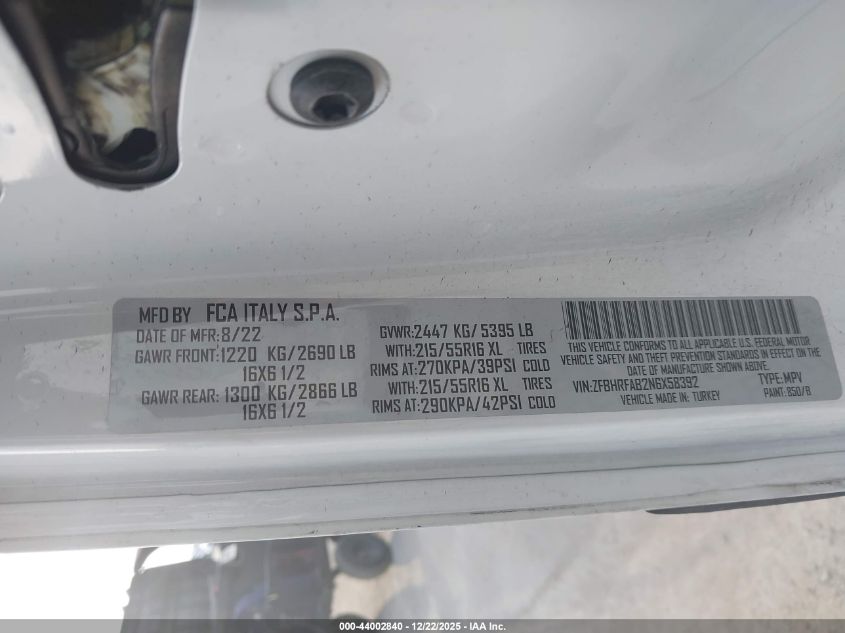 MFD BY FCA ITALY S.P.A.
DATE OF MFR: 8/22
GAWR FRONT: 1220 KG/ 2690 LB
16X6 1/2
GAWR REAR: 1300 KG/ 2866 LB
16X6 1/2
GVWR: 2447 KG/ 5395 LB
WITH: 215/55R16 XL TIRES
RIMS AT: 270KPA/39PSI COLD
WITH: 215/55R16 XL TIRES
RIMS AT: 290KPA/42PSI COLD
THIS VEHICLE CONFORMS TO ALL APPLICABLE U.S. FEDERAL MOTOR
VEHICLE SAFETY AND THEFT PREVENTION STANDARDS IN EFFECT ON THE
DATE OF MANUFACTURE SHOWN ABOVE.
VIN: ZFBHRFAB2N6X58392 TYPE: MPV
VEHICLE MADE IN: TURKEY PAINT: 850/B
000-44002840 - 12/22/2025 - IAA Inc.